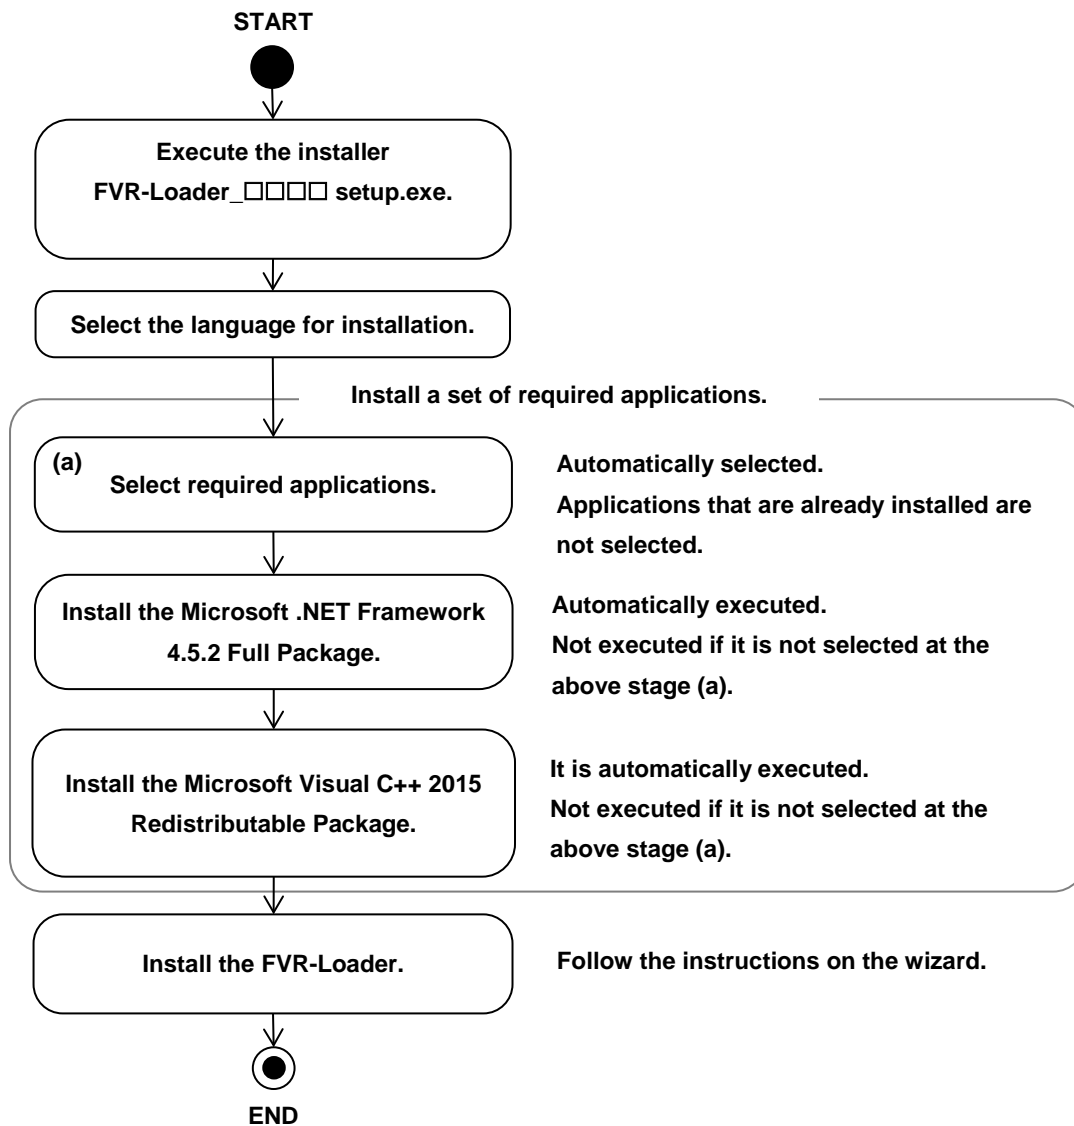 START
Execute the installer
FVR-Loader_□□□□ setup.exe.
Select the language for installation.
Install a set of required applications.
(a)
Select required applications.
Automatically selected.
Applications that are already installed are
not selected.
Install the Microsoft .NET Framework
4.5.2 Full Package.
Automatically executed.
Not executed if it is not selected at the
above stage (a).
Install the Microsoft Visual C++ 2015
Redistributable Package.
It is automatically executed.
Not executed if it is not selected at the
above stage (a).
Install the FVR-Loader.
Follow the instructions on the wizard.
END